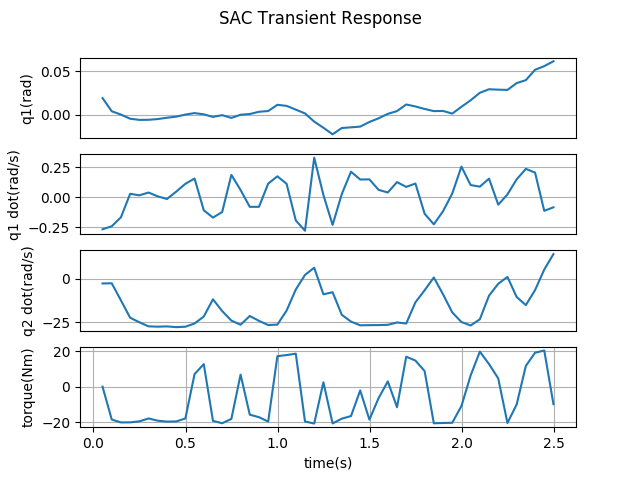 SAC Transient Response
q1(rad)
0.05
0.00
q1 dot(rad/s)
0.25
0.00
−0.25
q2 dot(rad/s)
0
−25
torque(Nm)
20
0
−20
0.0 0.5 1.0 1.5 2.0 2.5
time(s)